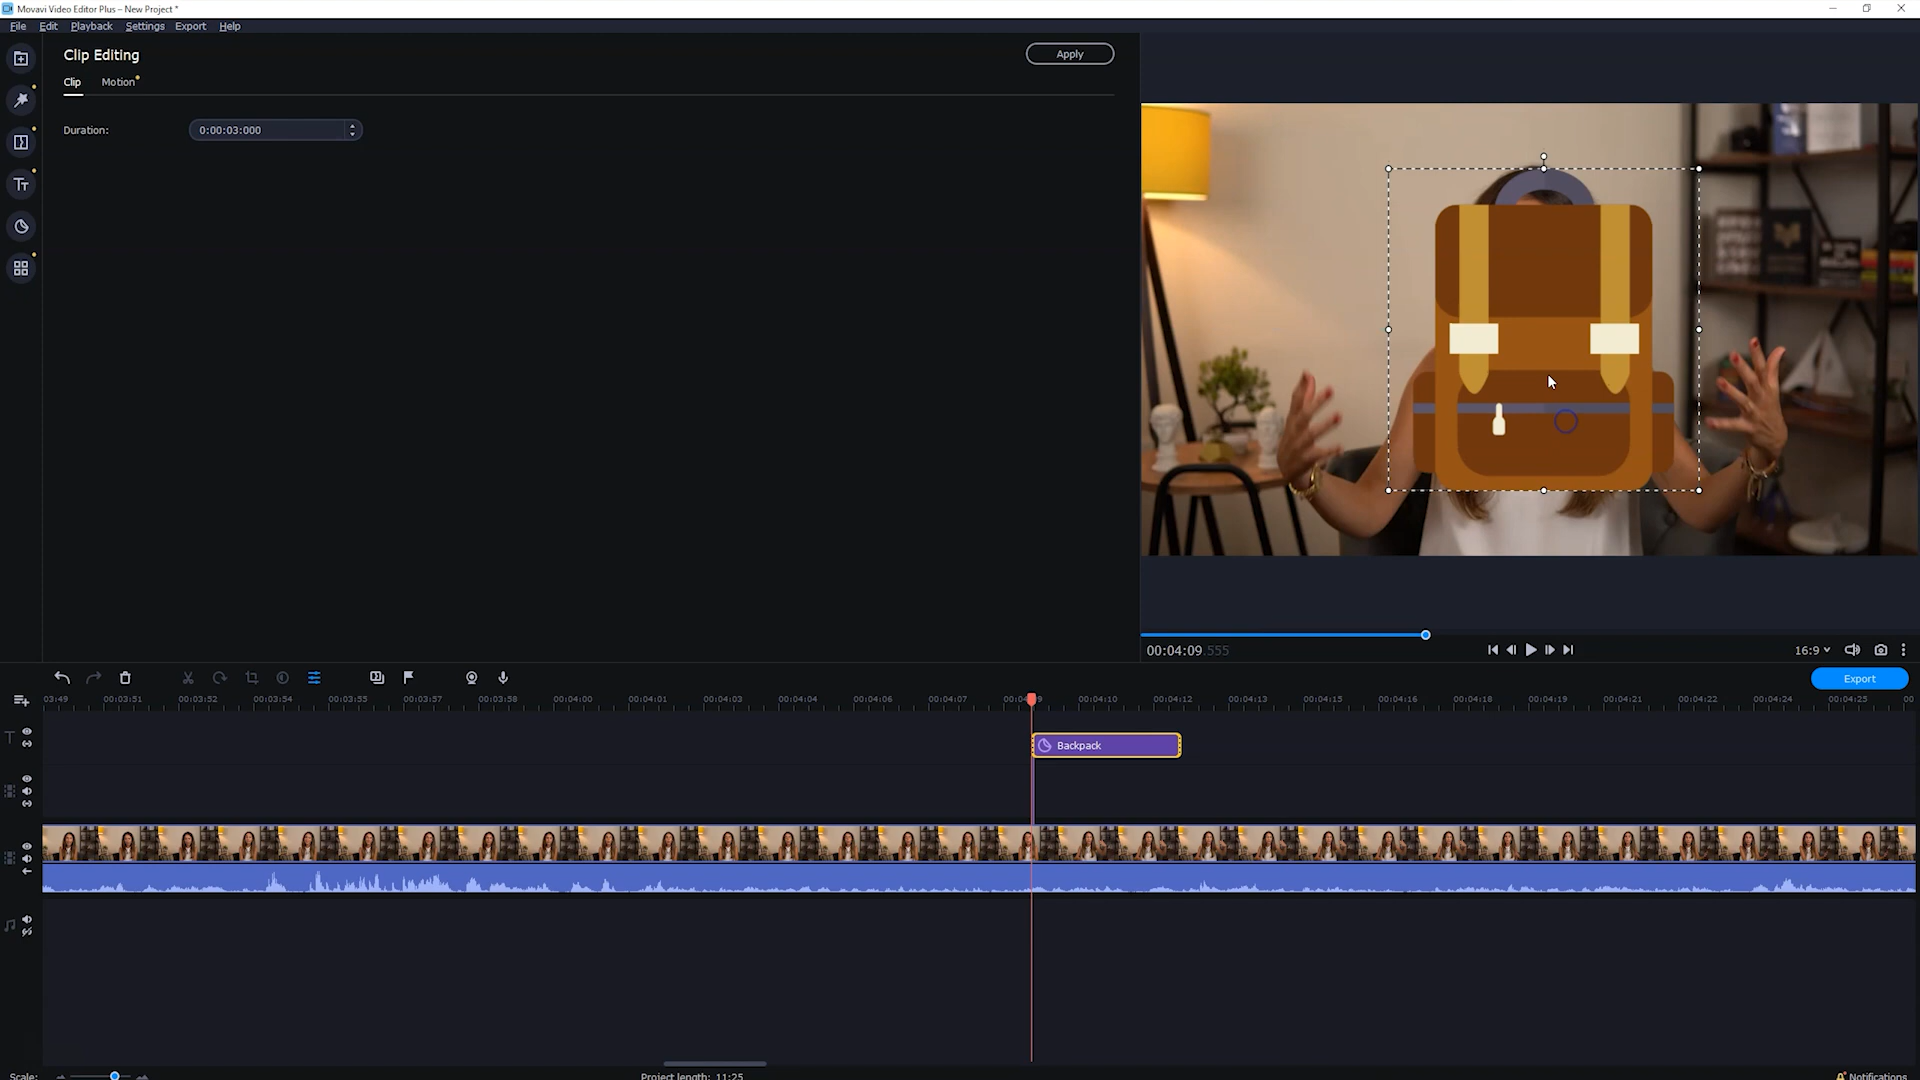 Movavi Video Editor Plus – New Project *
File Edit Playback Settings Export Help
Clip Editing
Apply
Clip Motion
Duration: 0:00:03:000
00:04:09.555
16:9
Export
03:49 00:03:51 00:03:52 00:03:54 00:03:55 00:03:57 00:03:58 00:04:00 00:04:01 00:04:03 00:04:04 00:04:06 00:04:07 00:04:10 00:04:12 00:04:13 00:04:15 00:04:16 00:04:18 00:04:19 00:04:21 00:04:22 00:04:24 00:04:25 00
Backpack
Scale: Project length: 11:25 Notifications